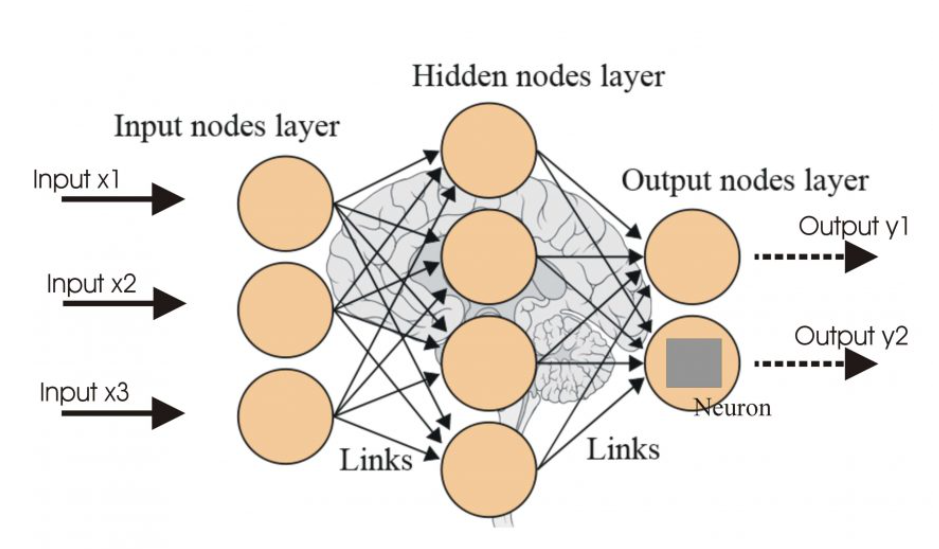 Hidden nodes layer
Input nodes layer
Input x1
Output nodes layer
Output y1
Input x2
Output y2
Input x3
Neuron
Links
Links